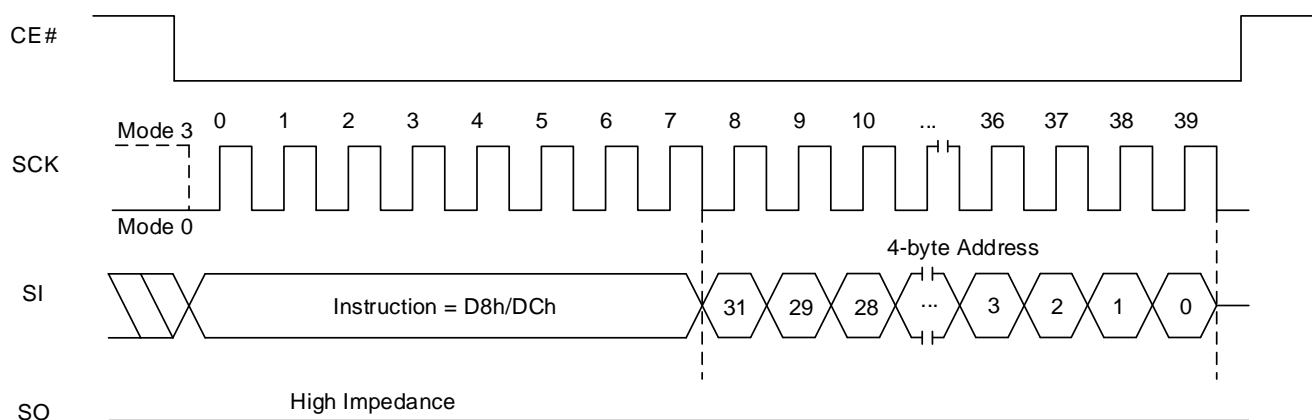 CE#
Mode 3
0 1 2 3 4 5 6 7 8 9 10 ... 36 37 38 39
SCK
Mode 0
4-byte Address
SI
Instruction = D8h/DCh
31 29 28 ... 3 2 1 0
High Impedance
SO